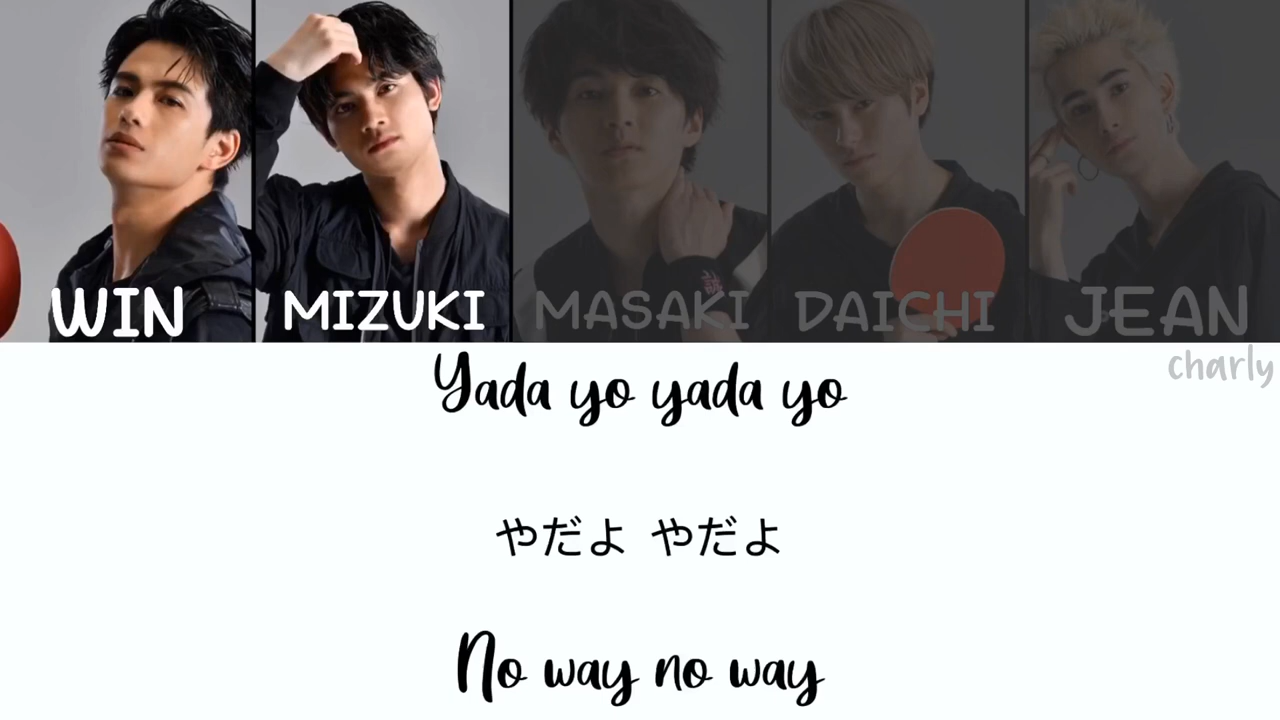 WIN MIZUKI MASAKI DAICHI JEAN
charly
Yada yo yada yo
やだよ やだよ
No way no way